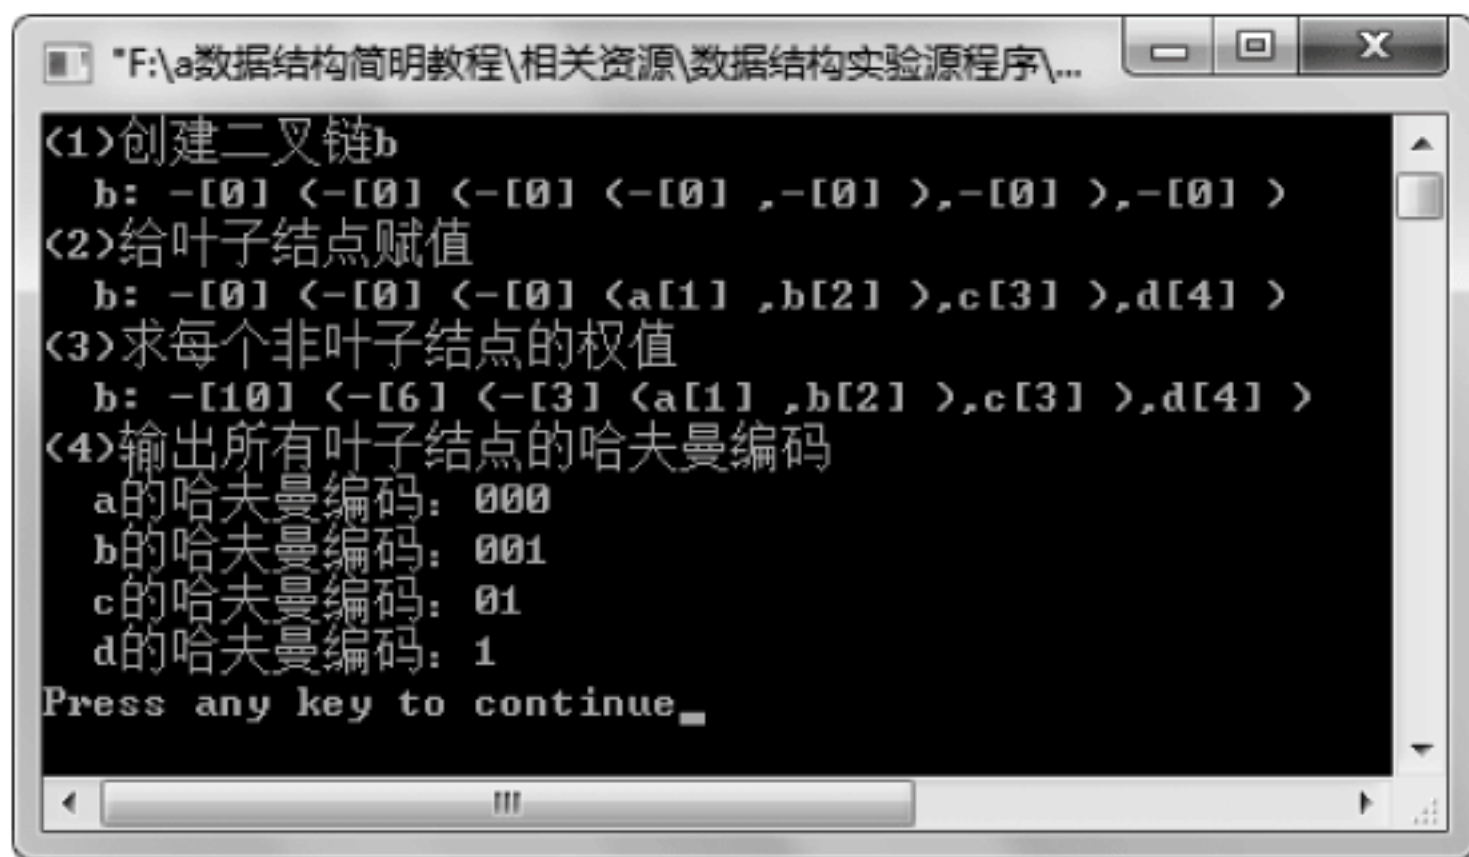 "F:\a数据结构简明教程\相关资源\数据结构实验源程序\...
(1)创建二叉链b
b: -[0] (-[0] (-[0] (-[0] ,-[0] ),-[0] ),-[0] )
(2)给叶子结点赋值
b: -[0] (-[0] (-[0] (a[1] ,b[2] ),c[3] ),d[4] )
(3)求每个非叶子结点的权值
b: -[10] (-[6] (-[3] (a[1] ,b[2] ),c[3] ),d[4] )
(4)输出所有叶子结点的哈夫曼编码
a的哈夫曼编码: 000
b的哈夫曼编码: 001
c的哈夫曼编码: 01
d的哈夫曼编码: 1
Press any key to continue_